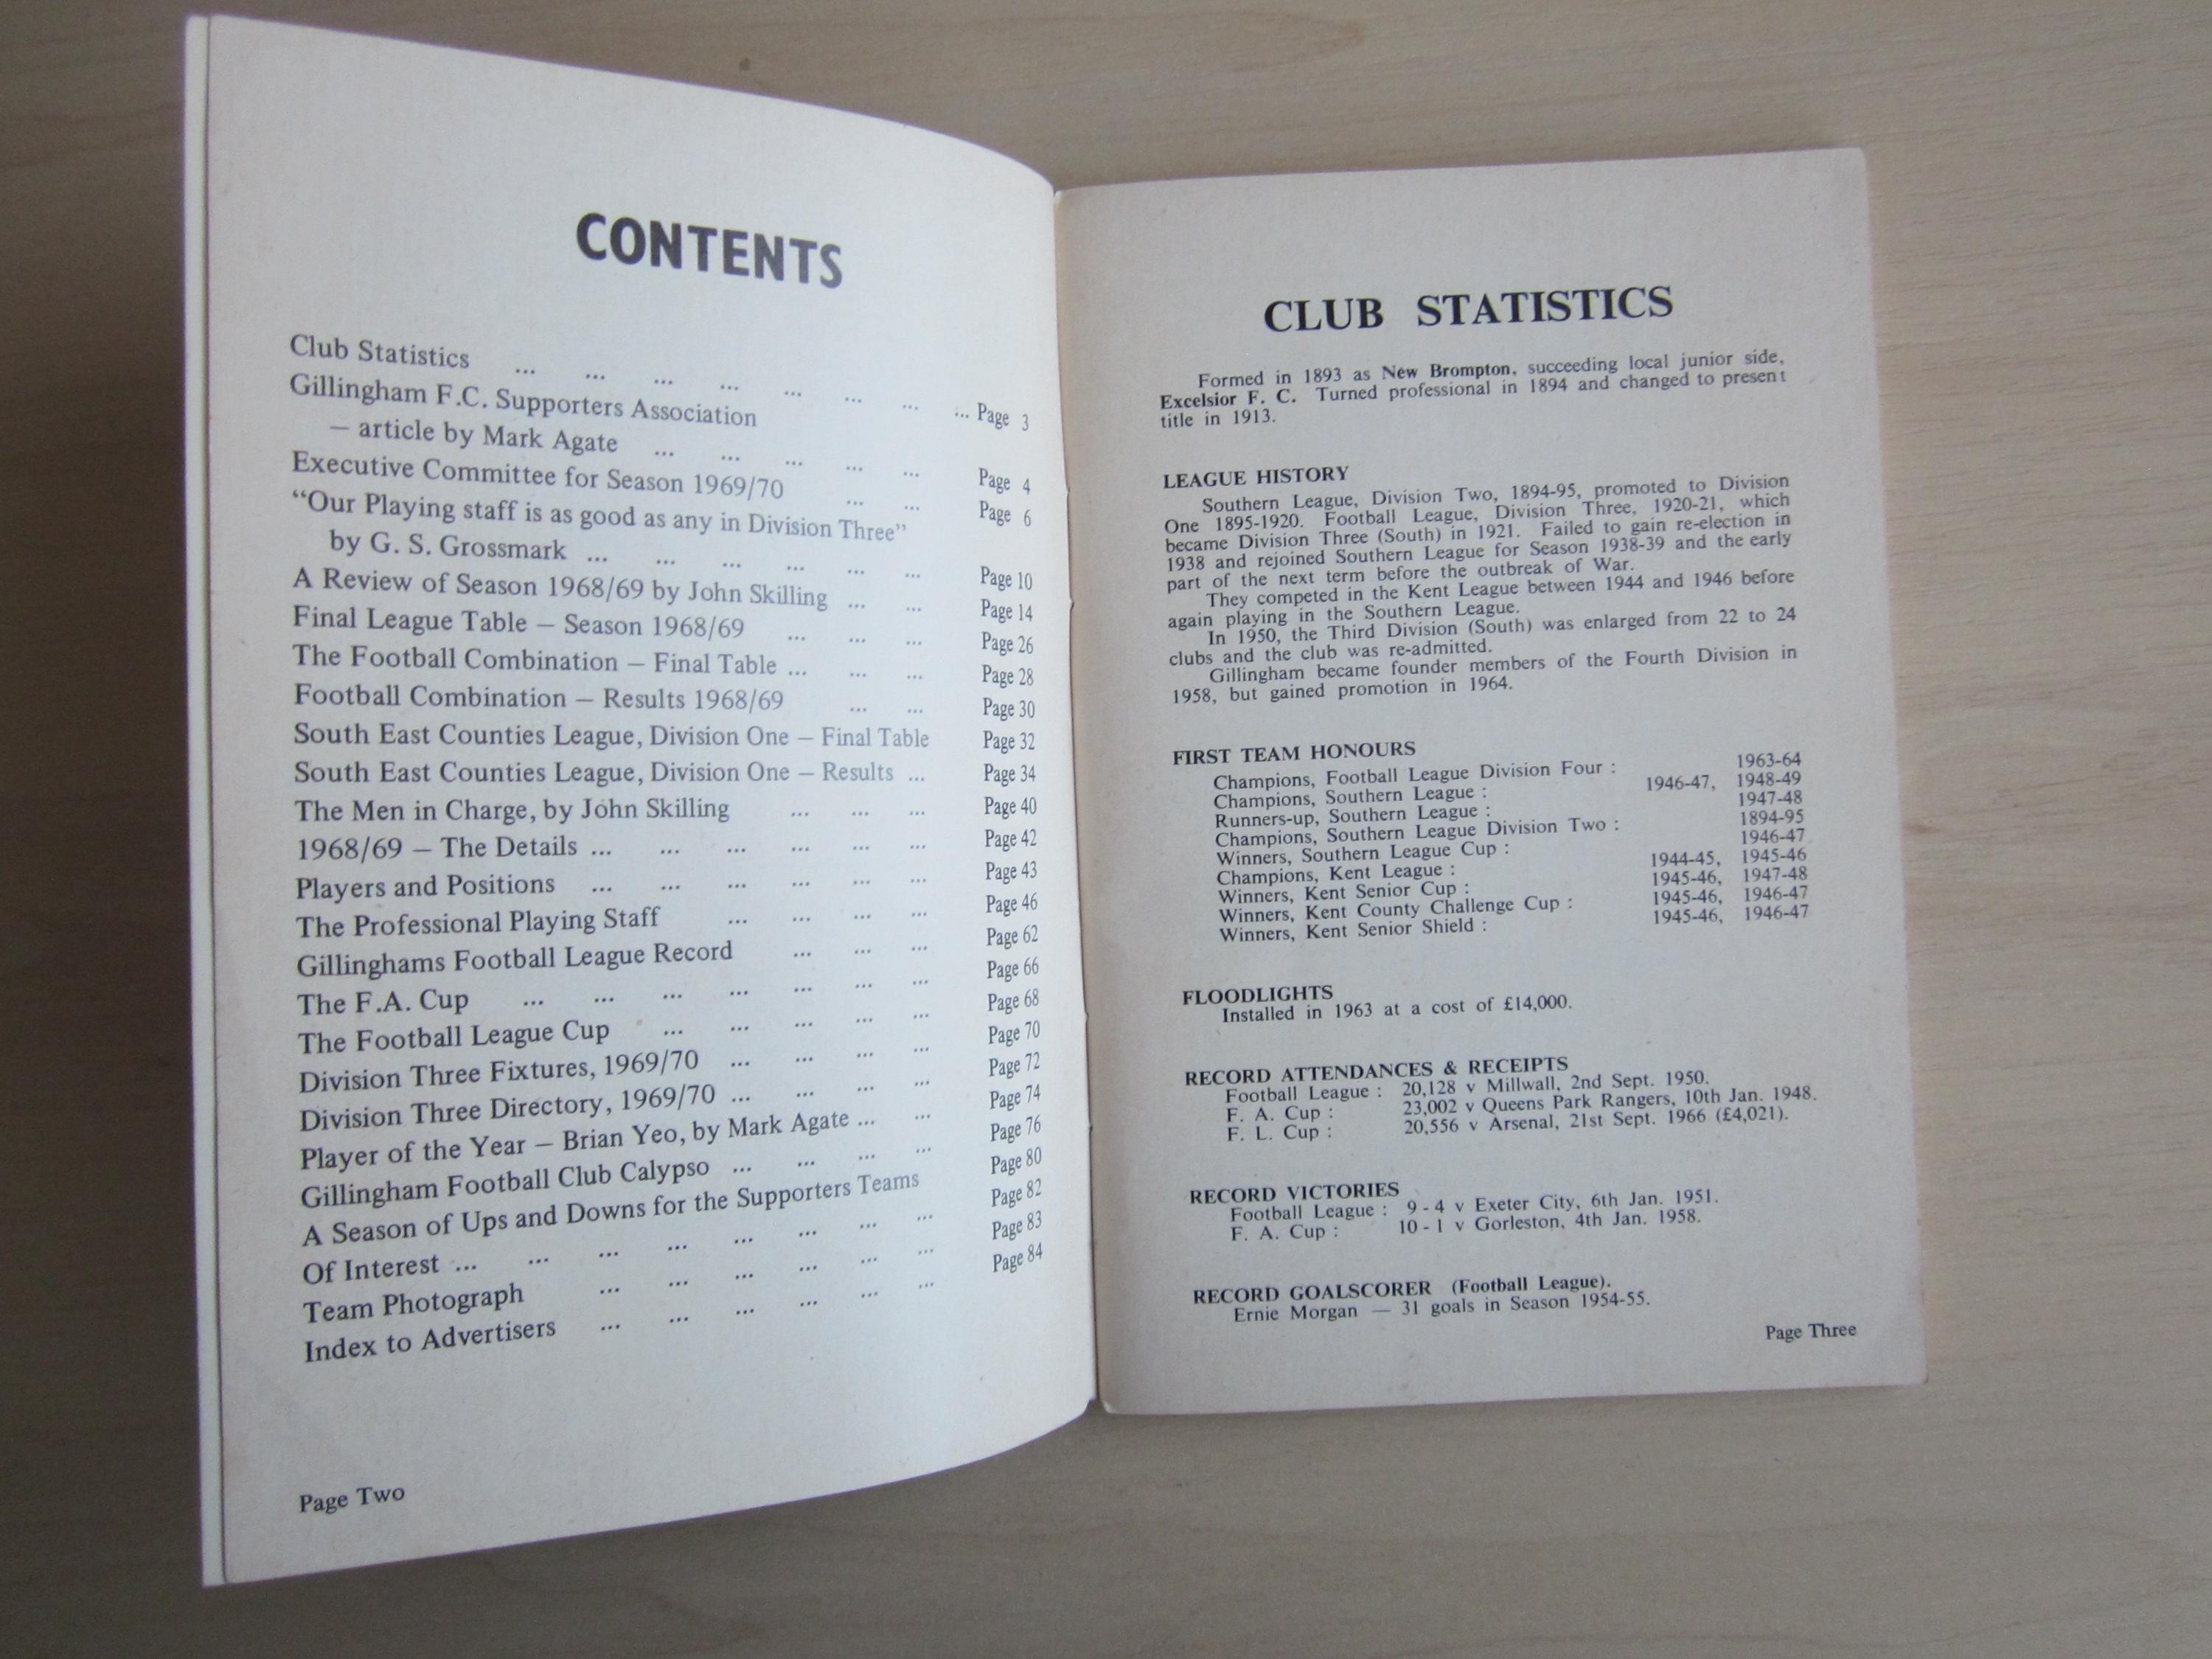 CONTENTS
Club Statistics ... ... ... ... ... ... ... ... Page 3
Gillingham F.C. Supporters Association
— article by Mark Agate ... ... ... ... ... Page 4
Executive Committee for Season 1969/70 ... ... Page 6
“Our Playing staff is as good as any in Division Three”
by G. S. Grossmark ... ... ... ... ... ... Page 10
A Review of Season 1968/69 by John Skilling ... ... Page 14
Final League Table — Season 1968/69 ... ... ... Page 26
The Football Combination — Final Table ... ... ... Page 28
Football Combination — Results 1968/69 ... ... Page 30
South East Counties League, Division One — Final Table Page 32
South East Counties League, Division One — Results ... Page 34
The Men in Charge, by John Skilling ... ... ... Page 40
1968/69 — The Details ... ... ... ... ... ... Page 42
Players and Positions ... ... ... ... ... ... Page 43
The Professional Playing Staff ... ... ... ... Page 46
Gillinghams Football League Record ... ... ... Page 62
The F.A. Cup ... ... ... ... ... ... ... Page 66
The Football League Cup ... ... ... ... ... Page 68
Division Three Fixtures, 1969/70 ... ... ... ... Page 70
Division Three Directory, 1969/70 ... ... ... ... Page 72
Player of the Year — Brian Yeo, by Mark Agate ... ... Page 74
Gillingham Football Club Calypso ... ... ... ... Page 76
A Season of Ups and Downs for the Supporters Teams Page 80
Of Interest ... ... ... ... ... ... ... ... Page 82
Team Photograph ... ... ... ... ... ... Page 83
Index to Advertisers ... ... ... ... ... ... Page 84
Page Two
CLUB STATISTICS
Formed in 1893 as New Brompton, succeeding local junior side,
Excelsior F. C. Turned professional in 1894 and changed to present
title in 1913.
LEAGUE HISTORY
Southern League, Division Two, 1894-95, promoted to Division
One 1895-1920. Football League, Division Three, 1920-21, which
became Division Three (South) in 1921. Failed to gain re-election in
1938 and rejoined Southern League for Season 1938-39 and the early
part of the next term before the outbreak of War.
They competed in the Kent League between 1944 and 1946 before
again playing in the Southern League.
In 1950, the Third Division (South) was enlarged from 22 to 24
clubs and the club was re-admitted.
Gillingham became founder members of the Fourth Division in
1958, but gained promotion in 1964.
FIRST TEAM HONOURS
Champions, Football League Division Four : 1963-64
Champions, Southern League : 1946-47, 1948-49
Runners-up, Southern League : 1947-48
Champions, Southern League Division Two : 1894-95
Winners, Southern League Cup : 1946-47
Champions, Kent League : 1944-45, 1945-46
Winners, Kent Senior Cup : 1945-46, 1947-48
Winners, Kent County Challenge Cup : 1945-46, 1946-47
Winners, Kent Senior Shield : 1945-46, 1946-47
FLOODLIGHTS
Installed in 1963 at a cost of £14,000.
RECORD ATTENDANCES & RECEIPTS
Football League : 20,128 v Millwall, 2nd Sept. 1950.
F. A. Cup : 23,002 v Queens Park Rangers, 10th Jan. 1948.
F. L. Cup : 20,556 v Arsenal, 21st Sept. 1966 (£4,021).
RECORD VICTORIES
Football League : 9 - 4 v Exeter City, 6th Jan. 1951.
F. A. Cup : 10 - 1 v Gorleston, 4th Jan. 1958.
RECORD GOALSCORER (Football League).
Ernie Morgan — 31 goals in Season 1954-55.
Page Three